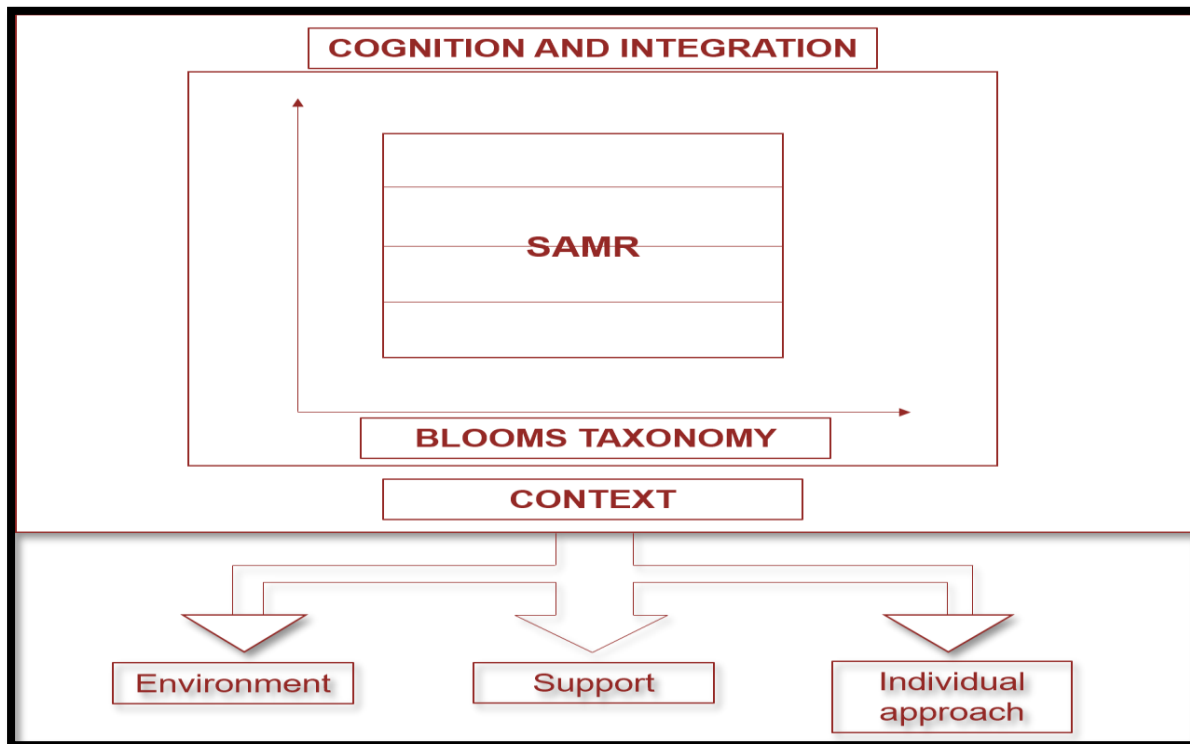 COGNITION AND INTEGRATION
SAMR
BLOOMS TAXONOMY
CONTEXT
Environment
Support
Individual
approach